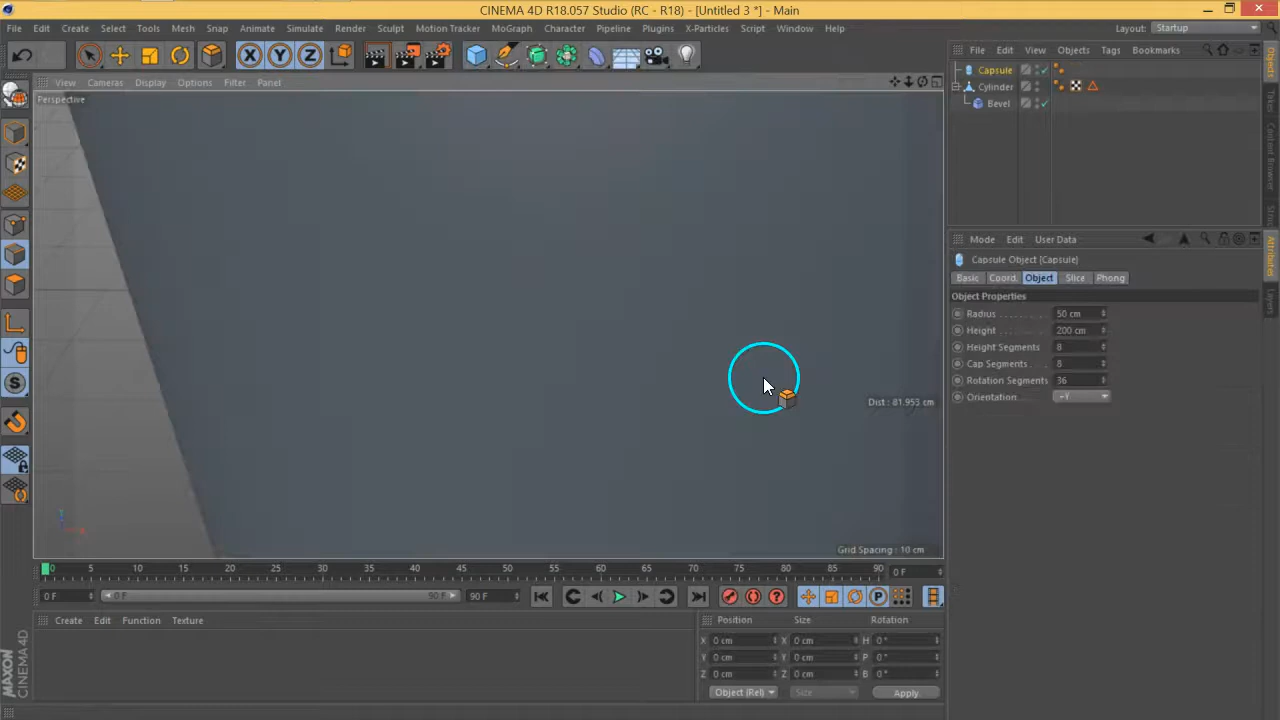 CINEMA 4D R18.057 Studio (RC - R18) - [Untitled 3 *] - Main
File Edit Create Select Tools Mesh Snap Animate Simulate Render Sculpt Motion Tracker MoGraph Character Pipeline Plugins X-Particles Script Window Help Layout: Startup
X Y Z
File Edit View Objects Tags Bookmarks
View Cameras Display Options Filter Panel
Perspective
Capsule
Cylinder
Bevel
Objects
Takes
Content Browser
Attributes
Layers
Mode Edit User Data
Capsule Object [Capsule]
Basic Coord. Object Slice Phong
Object Properties
Radius 50 cm
Height 200 cm
Height Segments 8
Cap Segments 8
Rotation Segments 36
Orientation +Y
Dist : 81.953 cm
Grid Spacing : 10 cm
0 5 10 15 20 25 30 35 40 45 50 55 60 65 70 75 80 85 90 0 F
0 F 0 F 90 F 90 F
Create Edit Function Texture
Position Size Rotation
X 0 cm X 0 cm H 0 °
Y 0 cm Y 0 cm P 0 °
Z 0 cm Z 0 cm B 0 °
Object (Rel) Size Apply
MAXON CINEMA 4D